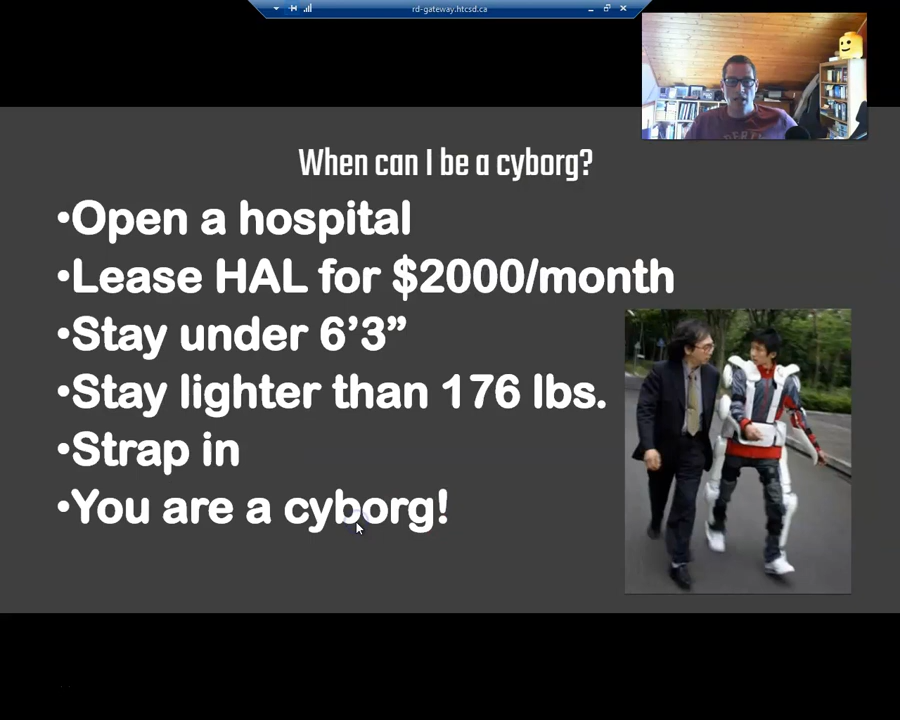 rd-gateway.htcsd.ca
When can I be a cyborg?
•Open a hospital
•Lease HAL for $2000/month
•Stay under 6’3”
•Stay lighter than 176 lbs.
•Strap in
•You are a cyborg!